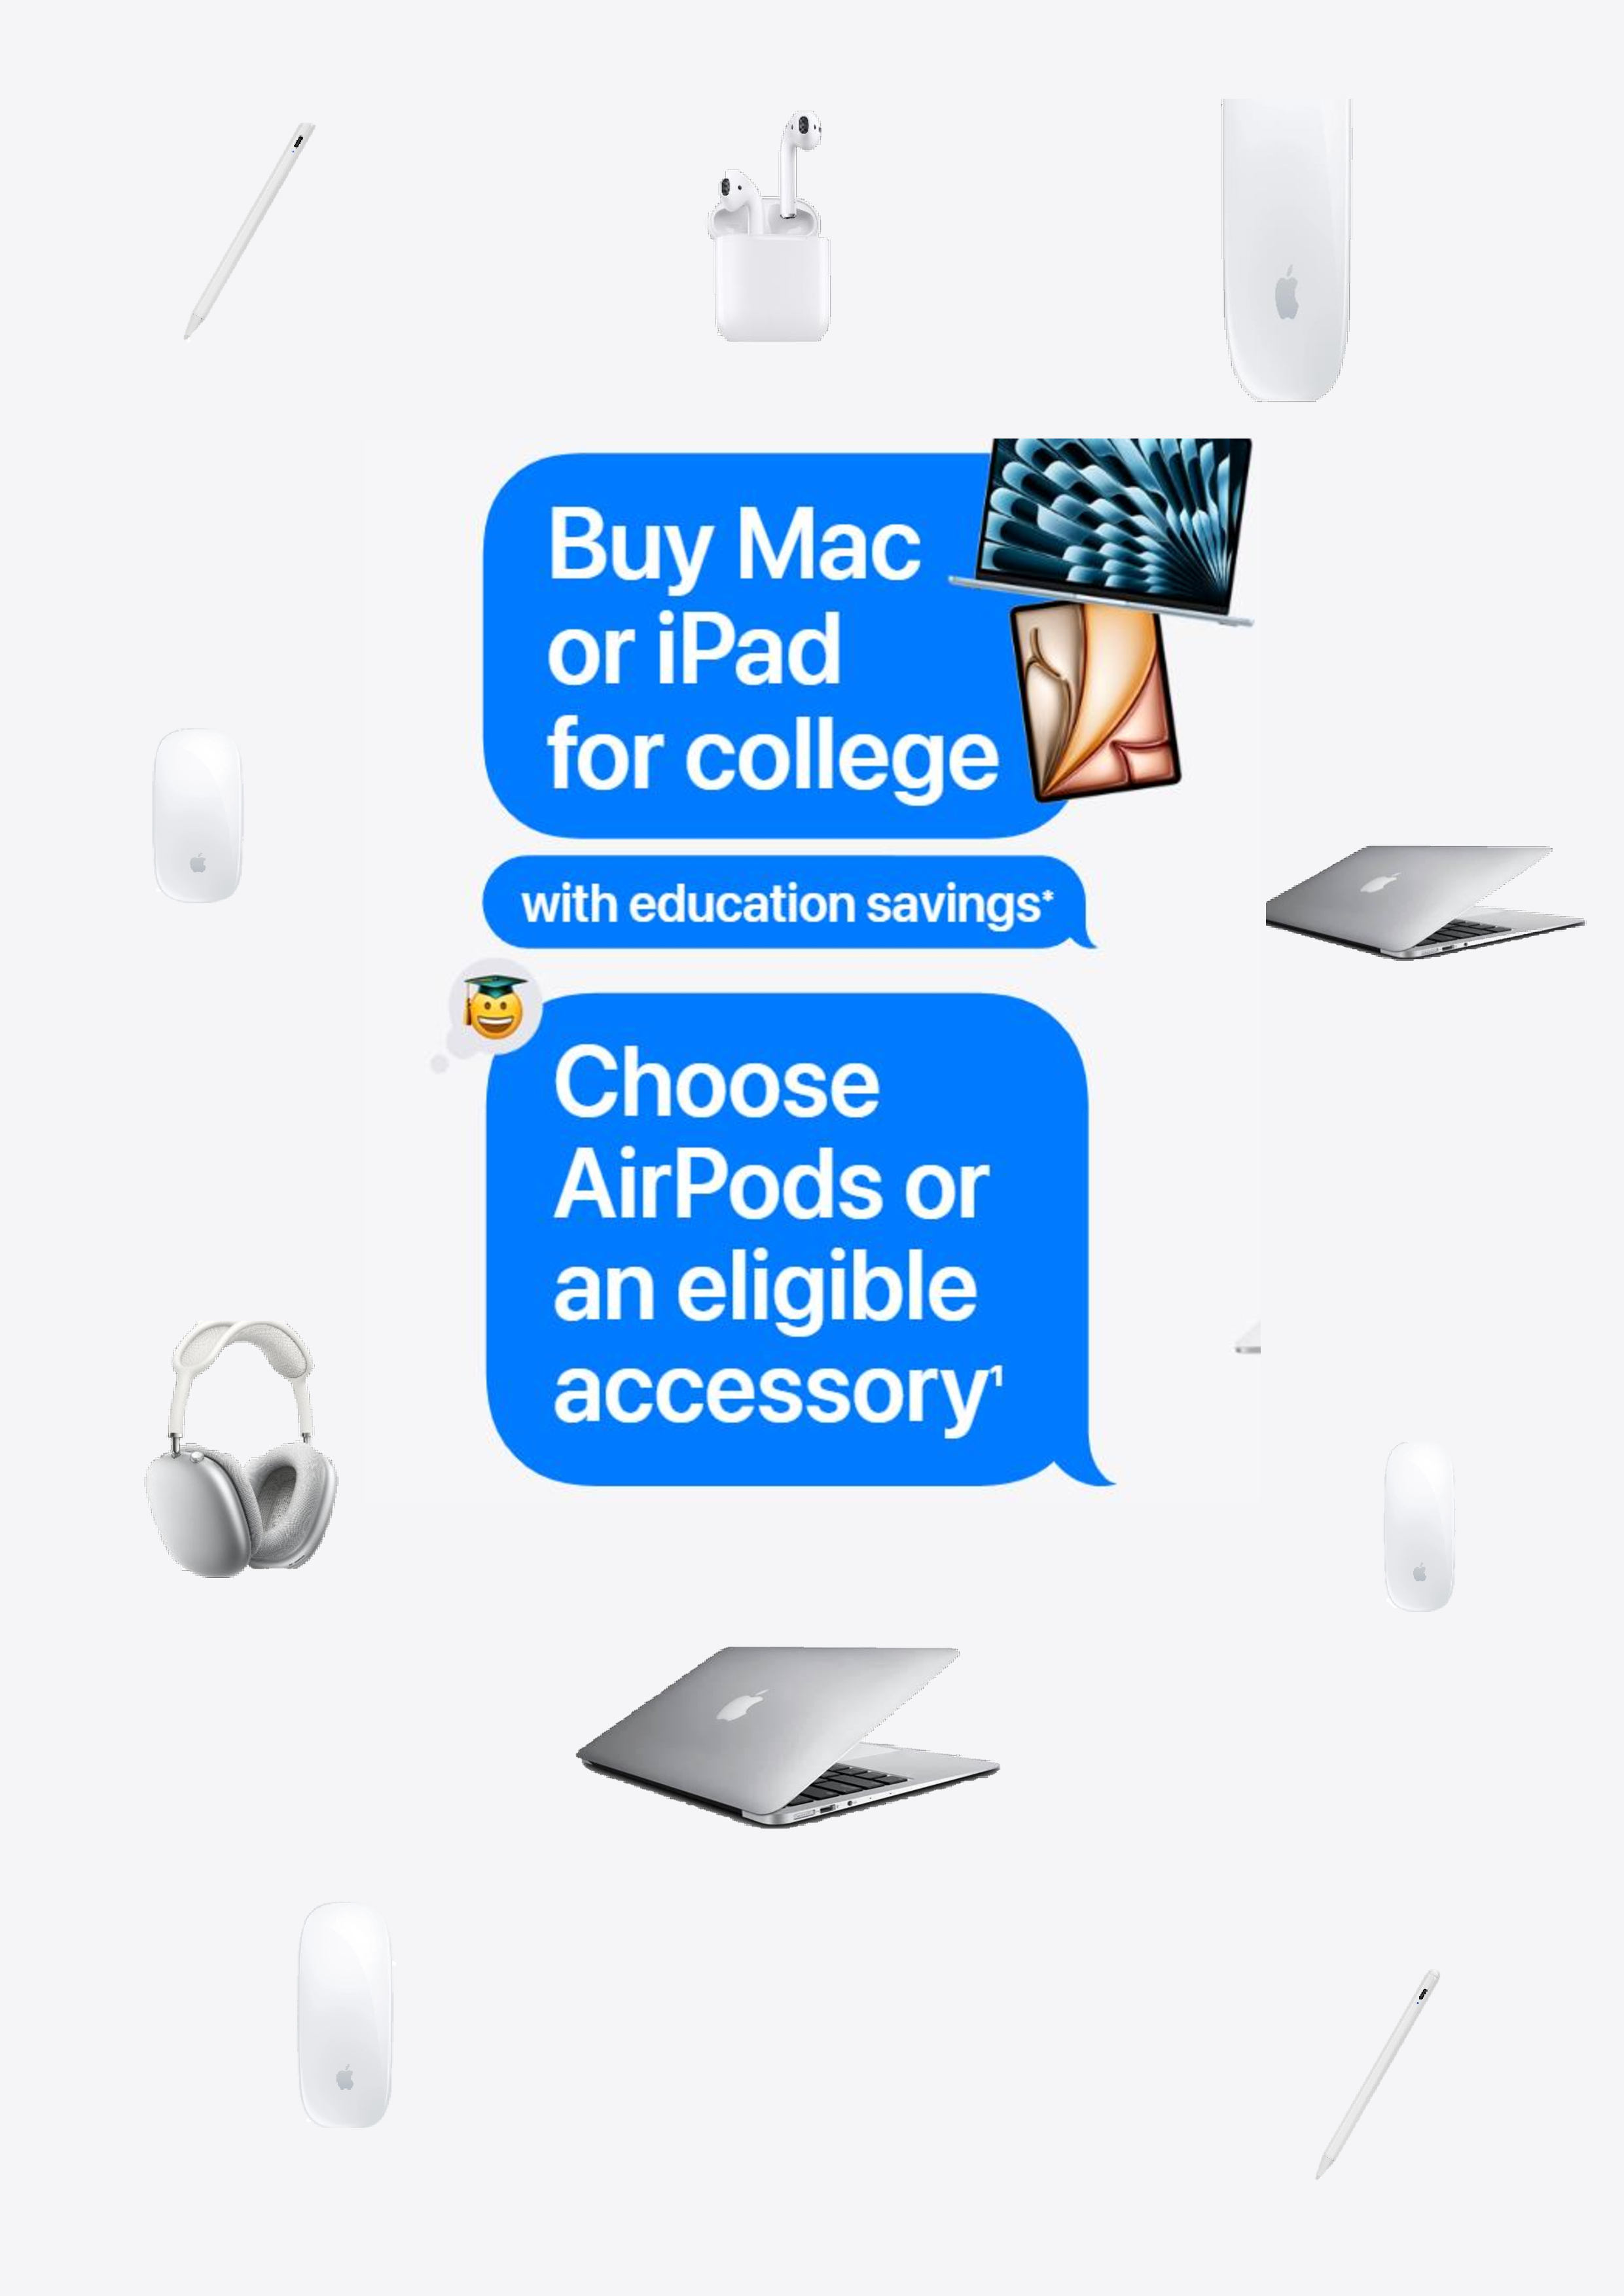 Buy Mac
or iPad
for college
with education savings*
Choose
AirPods or
an eligible
accessory¹